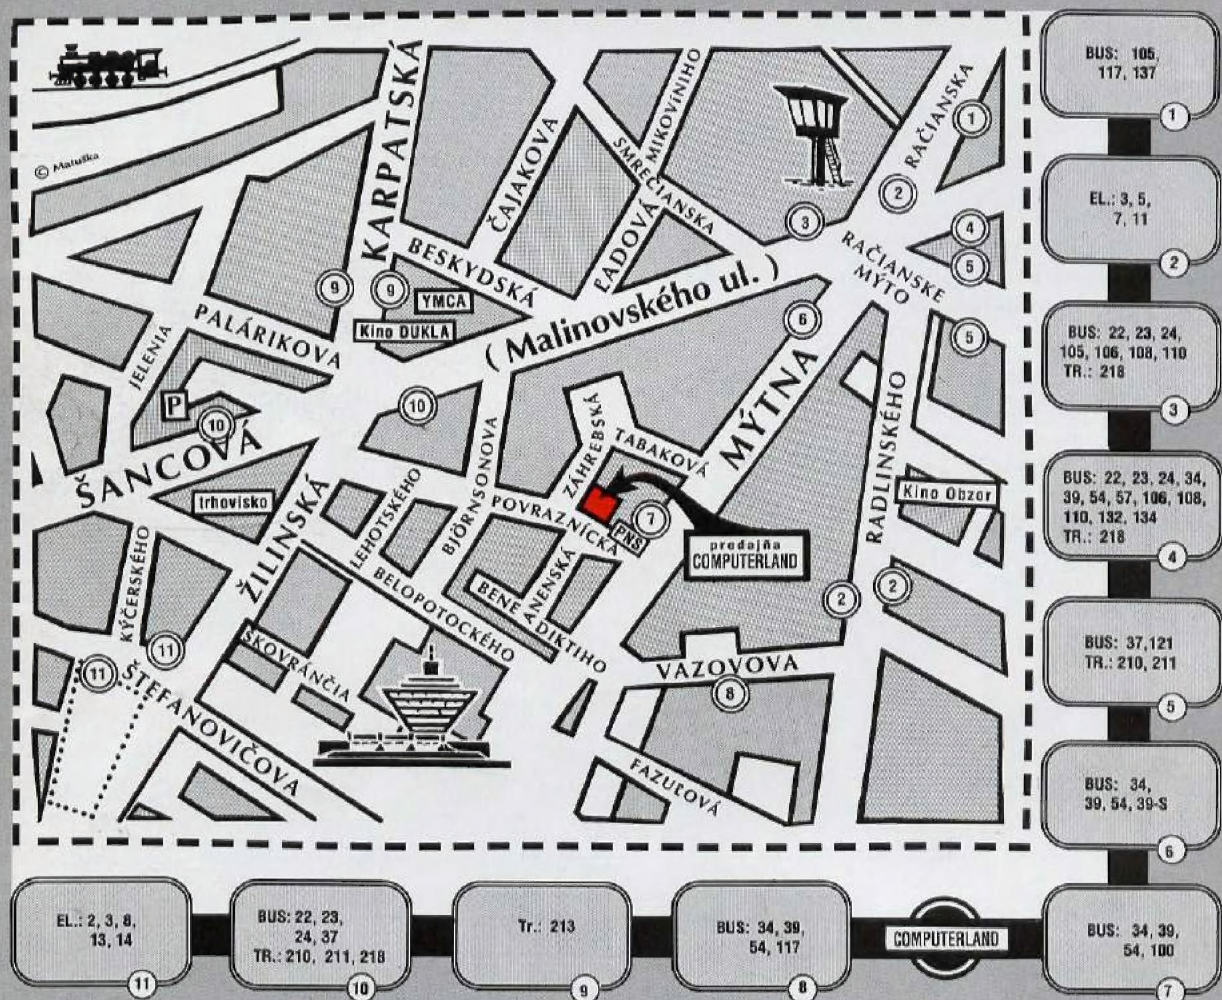 © Matuška
KARPATSKÁ
ČAJAKOVA
MIKOVÍNIHO
SMREČIANSKA
RAČIANSKA
1
2
3
4
5
RAČIANSKE
MÝTO
ĽADOVÁ
BESKYDSKÁ
9
9
YMCA
Kino DUKLA
( Malinovského ul. )
6
5
PALÁRIKOVA
JELENIA
P
10
10
ŠANCOVÁ
trhovisko
ŽILINSKÁ
LEHOTSKÉHO
BJÖRNSONOVA
ZÁHREBSKÁ
TABAKOVÁ
MÝTNA
RADLINSKÉHO
Kino Obzor
POVRAZNÍCKA
PNS
7
predajňa
COMPUTERLAND
KÝČERSKÉHO
BELOPOTOCKÉHO
BENE
DIKTIHO
ANENSKÁ
2
2
ŠKOVRÁNČIA
11
11
ŠTEFANOVIČOVA
VAZOVOVA
8
FAZUĽOVÁ
BUS: 105,
117, 137
1
EL.: 3, 5,
7, 11
2
BUS: 22, 23, 24,
105, 106, 108, 110
TR.: 218
3
BUS: 22, 23, 24, 34,
39, 54, 57, 106, 108,
110, 132, 134
TR.: 218
4
BUS: 37,121
TR.: 210, 211
5
BUS: 34,
39, 54, 39-S
6
BUS: 34, 39,
54, 100
7
COMPUTERLAND
BUS: 34, 39,
54, 117
8
Tr.: 213
9
BUS: 22, 23,
24, 37
TR.: 210, 211, 218
10
EL.: 2, 3, 8,
13, 14
11